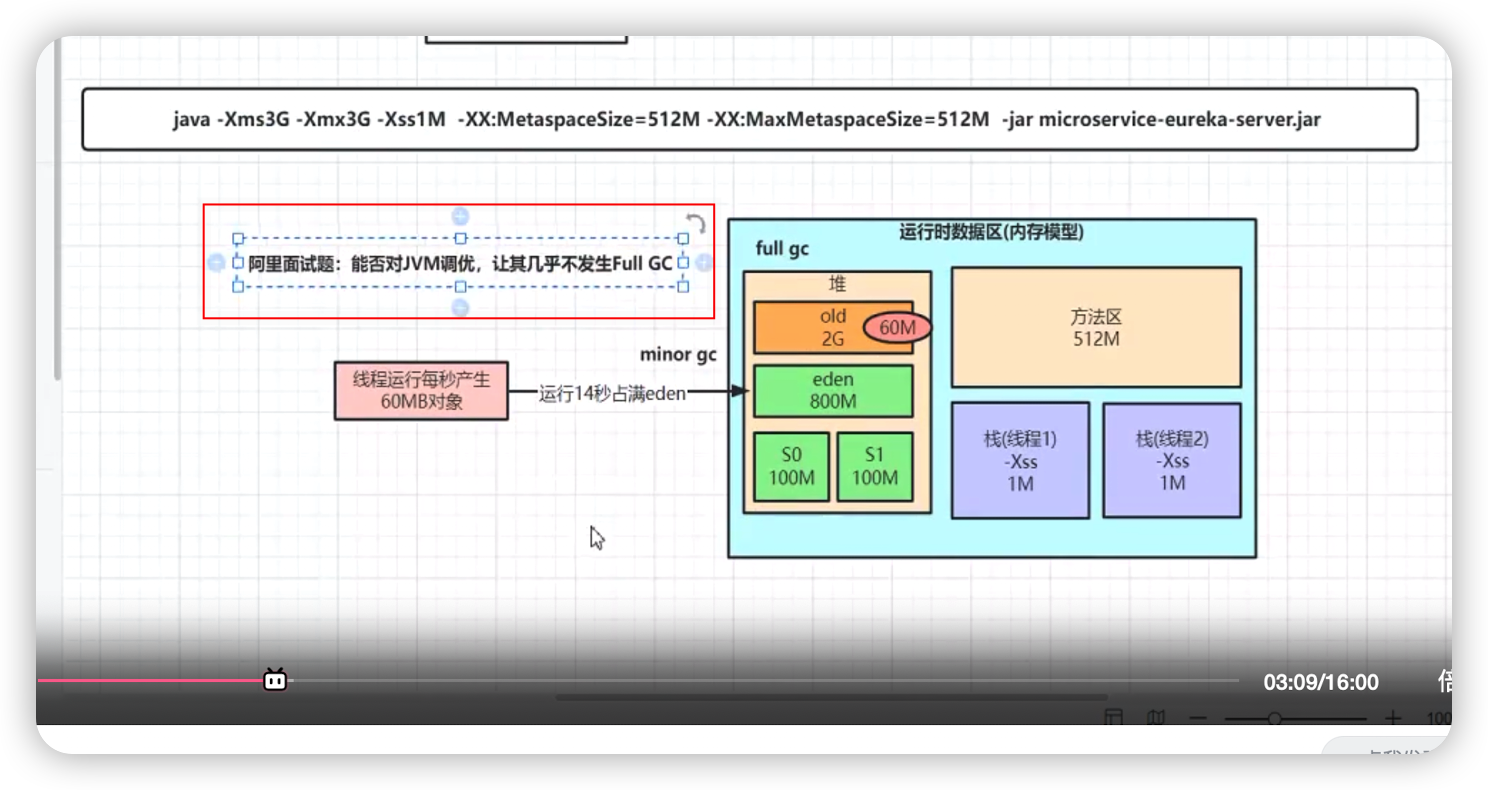 java -Xms3G -Xmx3G -Xss1M -XX:MetaspaceSize=512M -XX:MaxMetaspaceSize=512M -jar microservice-eureka-server.jar
阿里面试题：能否对JVM调优，让其几乎不发生Full GC
运行时数据区(内存模型)
full gc
堆
old
2G
60M
方法区
512M
minor gc
线程运行每秒产生
60MB对象
运行14秒占满eden
eden
800M
S0
100M
S1
100M
栈(线程1)
-Xss
1M
栈(线程2)
-Xss
1M
03:09/16:00
倍
100